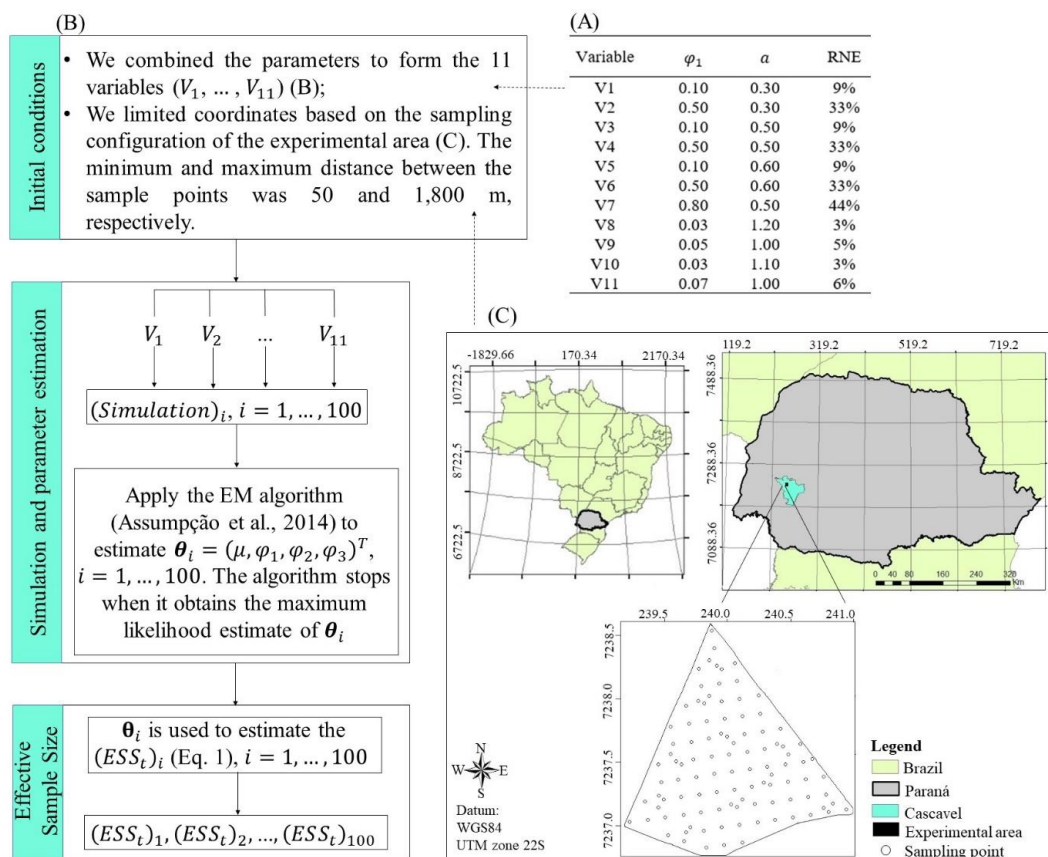 (B)
Initial conditions
• We combined the parameters to form the 11
variables (V₁, … , V₁₁) (B);
• We limited coordinates based on the sampling
configuration of the experimental area (C). The
minimum and maximum distance between the
sample points was 50 and 1,800 m,
respectively.
(A)
Variable φ₁ a RNE
V1 0.10 0.30 9%
V2 0.50 0.30 33%
V3 0.10 0.50 9%
V4 0.50 0.50 33%
V5 0.10 0.60 9%
V6 0.50 0.60 33%
V7 0.80 0.50 44%
V8 0.03 1.20 3%
V9 0.05 1.00 5%
V10 0.03 1.10 3%
V11 0.07 1.00 6%
Simulation and parameter estimation
V₁ V₂ … V₁₁
(Simulation)ᵢ, i = 1, … , 100
Apply the EM algorithm
(Assumpção et al., 2014) to
estimate θᵢ = (μ, φ₁, φ₂, φ₃)ᵀ,
i = 1, … , 100. The algorithm stops
when it obtains the maximum
likelihood estimate of θᵢ
Effective
Sample Size
θᵢ is used to estimate the
(ESSₜ)ᵢ (Eq. 1), i = 1, … , 100
(ESSₜ)₁, (ESSₜ)₂, …, (ESSₜ)₁₀₀
(C)
-1829.66 170.34 2170.34
10722.5
8722.5
6722.5
119.2 319.2 519.2 719.2
7488.36
7288.36
7088.36
0 40 80 160 240 320
Km
239.5 240.0 240.5 241.0
7238.5
7238.0
7237.5
7237.0
N
W E
S
Datum:
WGS84
UTM zone 22S
Legend
Brazil
Paraná
Cascavel
Experimental area
Sampling point